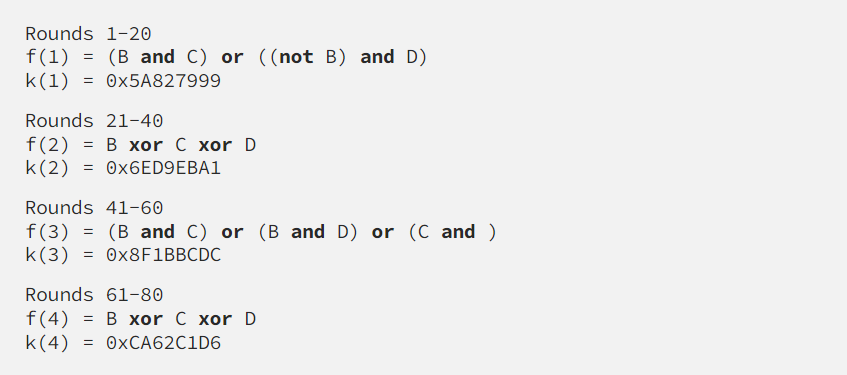 Rounds 1-20
f(1) = (B and C) or ((not B) and D)
k(1) = 0x5A827999
Rounds 21-40
f(2) = B xor C xor D
k(2) = 0x6ED9EBA1
Rounds 41-60
f(3) = (B and C) or (B and D) or (C and )
k(3) = 0x8F1BBCDC
Rounds 61-80
f(4) = B xor C xor D
k(4) = 0xCA62C1D6